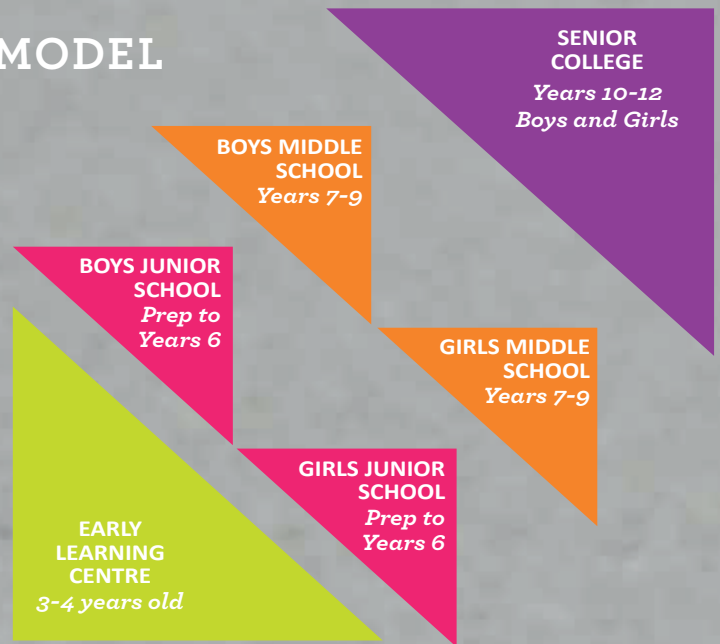 MODEL
SENIOR
COLLEGE
Years 10-12
Boys and Girls
BOYS MIDDLE
SCHOOL
Years 7-9
BOYS JUNIOR
SCHOOL
Prep to
Years 6
GIRLS MIDDLE
SCHOOL
Years 7-9
GIRLS JUNIOR
SCHOOL
Prep to
Years 6
EARLY
LEARNING
CENTRE
3-4 years old